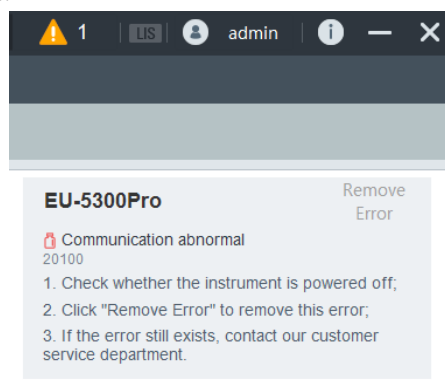 1 LIS admin
EU-5300Pro
Remove
Error
Communication abnormal
20100
1. Check whether the instrument is powered off;
2. Click "Remove Error" to remove this error;
3. If the error still exists, contact our customer
service department.